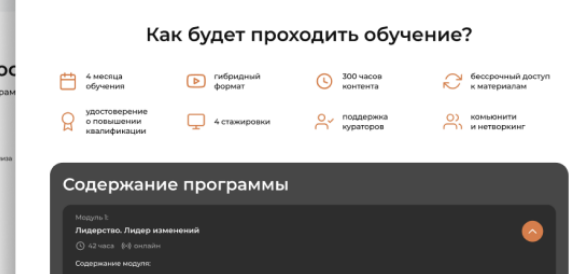 Как будет проходить обучение?
4 месяца
обучения
гибридный
формат
300 часов
контента
бессрочный доступ
к материалам
удостоверение
о повышении
квалификации
4 стажировки
поддержка
кураторов
комьюнити
и нетворкинг
Содержание программы
Модуль 1:
Лидерство. Лидер изменений
42 часа
онлайн
Содержание модуля: